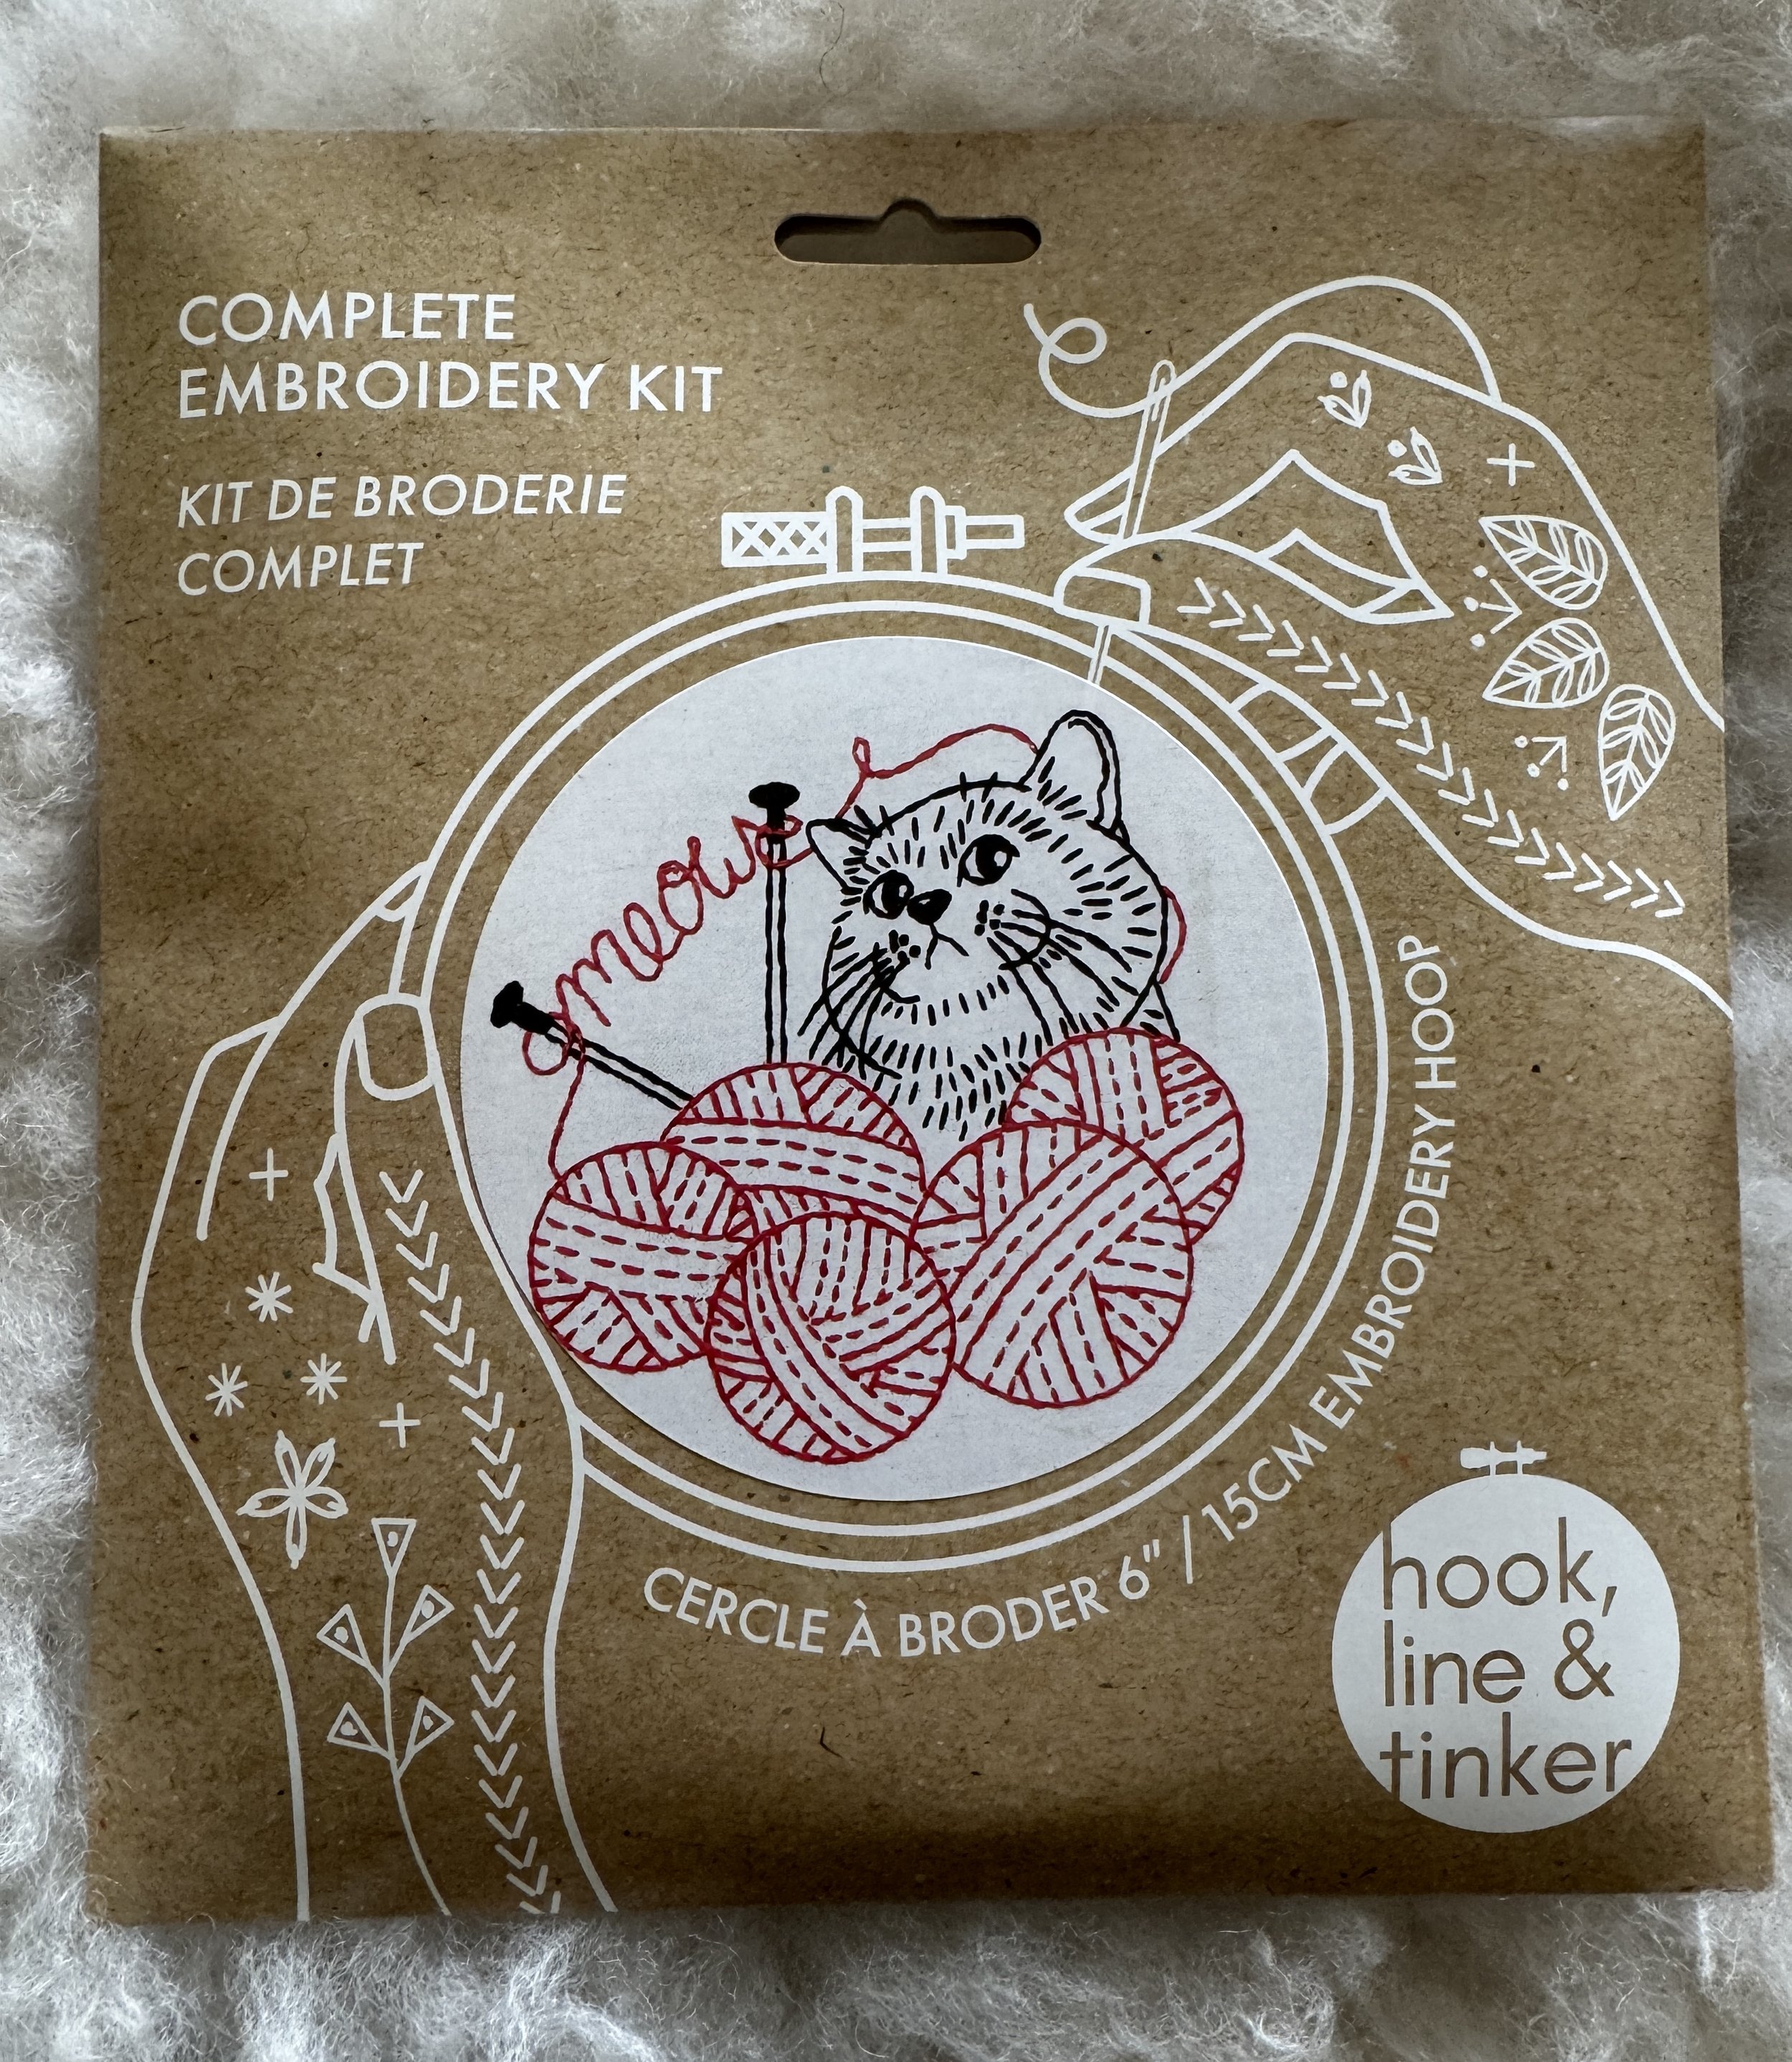 COMPLETE
EMBROIDERY KIT
KIT DE BRODERIE
COMPLET
meow
CERCLE À BRODER 6" / 15CM EMBROIDERY HOOP
hook,
line &
tinker